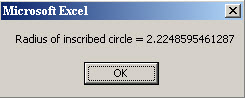 Microsoft Excel
Radius of inscribed circle = 2.2248595461287
OK